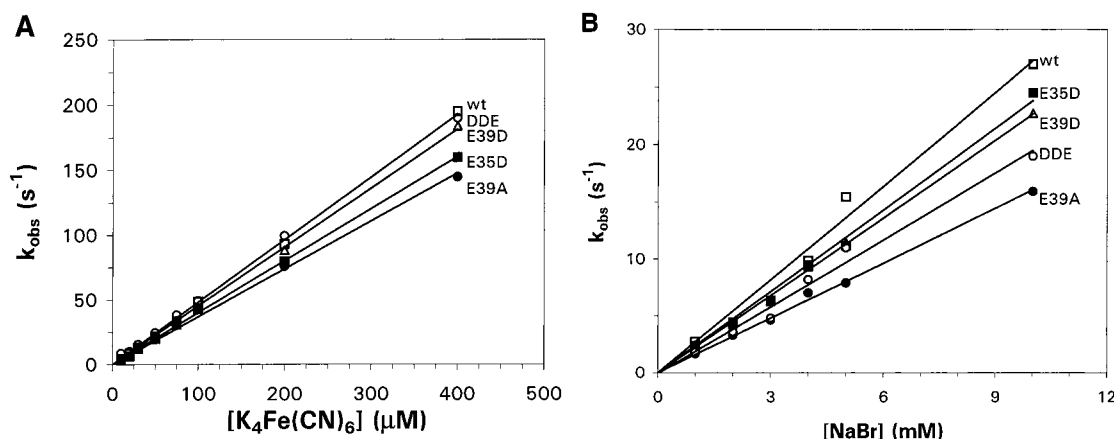 A
250
200
150
100
50
0
k_obs (s⁻¹)
wt
DDE
E39D
E35D
E39A
0 100 200 300 400 500
[K₄Fe(CN)₆] (μM)
B
30
20
10
0
k_obs (s⁻¹)
wt
E35D
E39D
DDE
E39A
0 3 6 9 12
[NaBr] (mM)